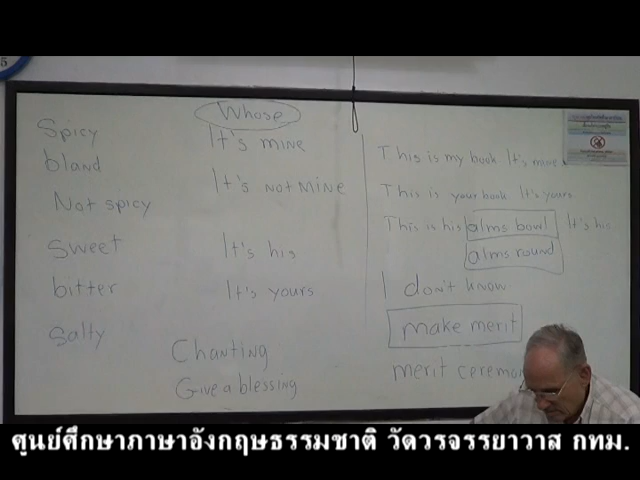 Spicy
bland
Not spicy
sweet
bitter
salty
Whose
It's mine
It's not mine
It's his
It's yours
Chanting
Give a blessing
This is my book It's mine
This is your book It's yours
This is his alms bowl It's his
alms round
I don't know
make merit
merit ceremo
ศูนย์ศึกษาภาษาอังกฤษธรรมชาติ วัดวรจรรยาวาส กทม.